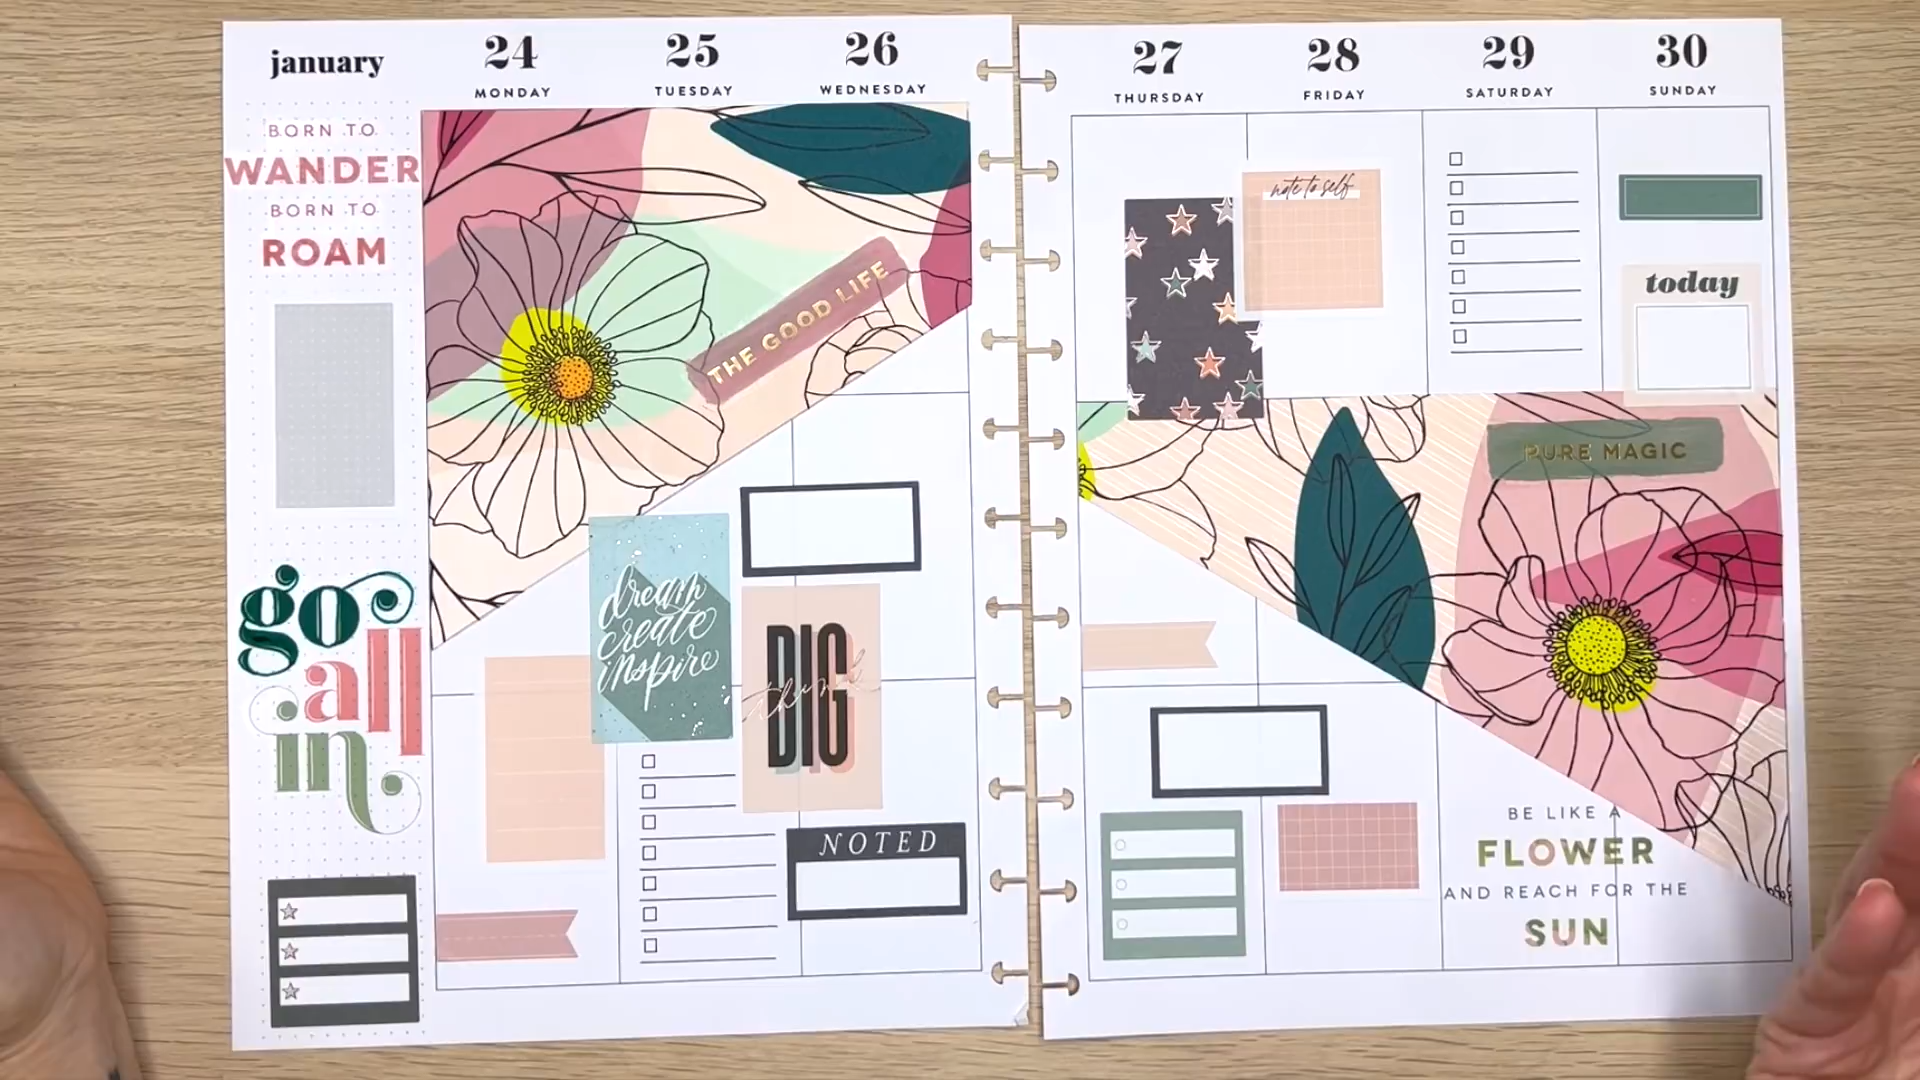 january
24
MONDAY
25
TUESDAY
26
WEDNESDAY
27
THURSDAY
28
FRIDAY
29
SATURDAY
30
SUNDAY
BORN TO
WANDER
BORN TO
ROAM
go
all
in
THE GOOD LIFE
dream
create
inspire
think
BIG
NOTED
note to self
today
PURE MAGIC
BE LIKE A
FLOWER
AND REACH FOR THE
SUN